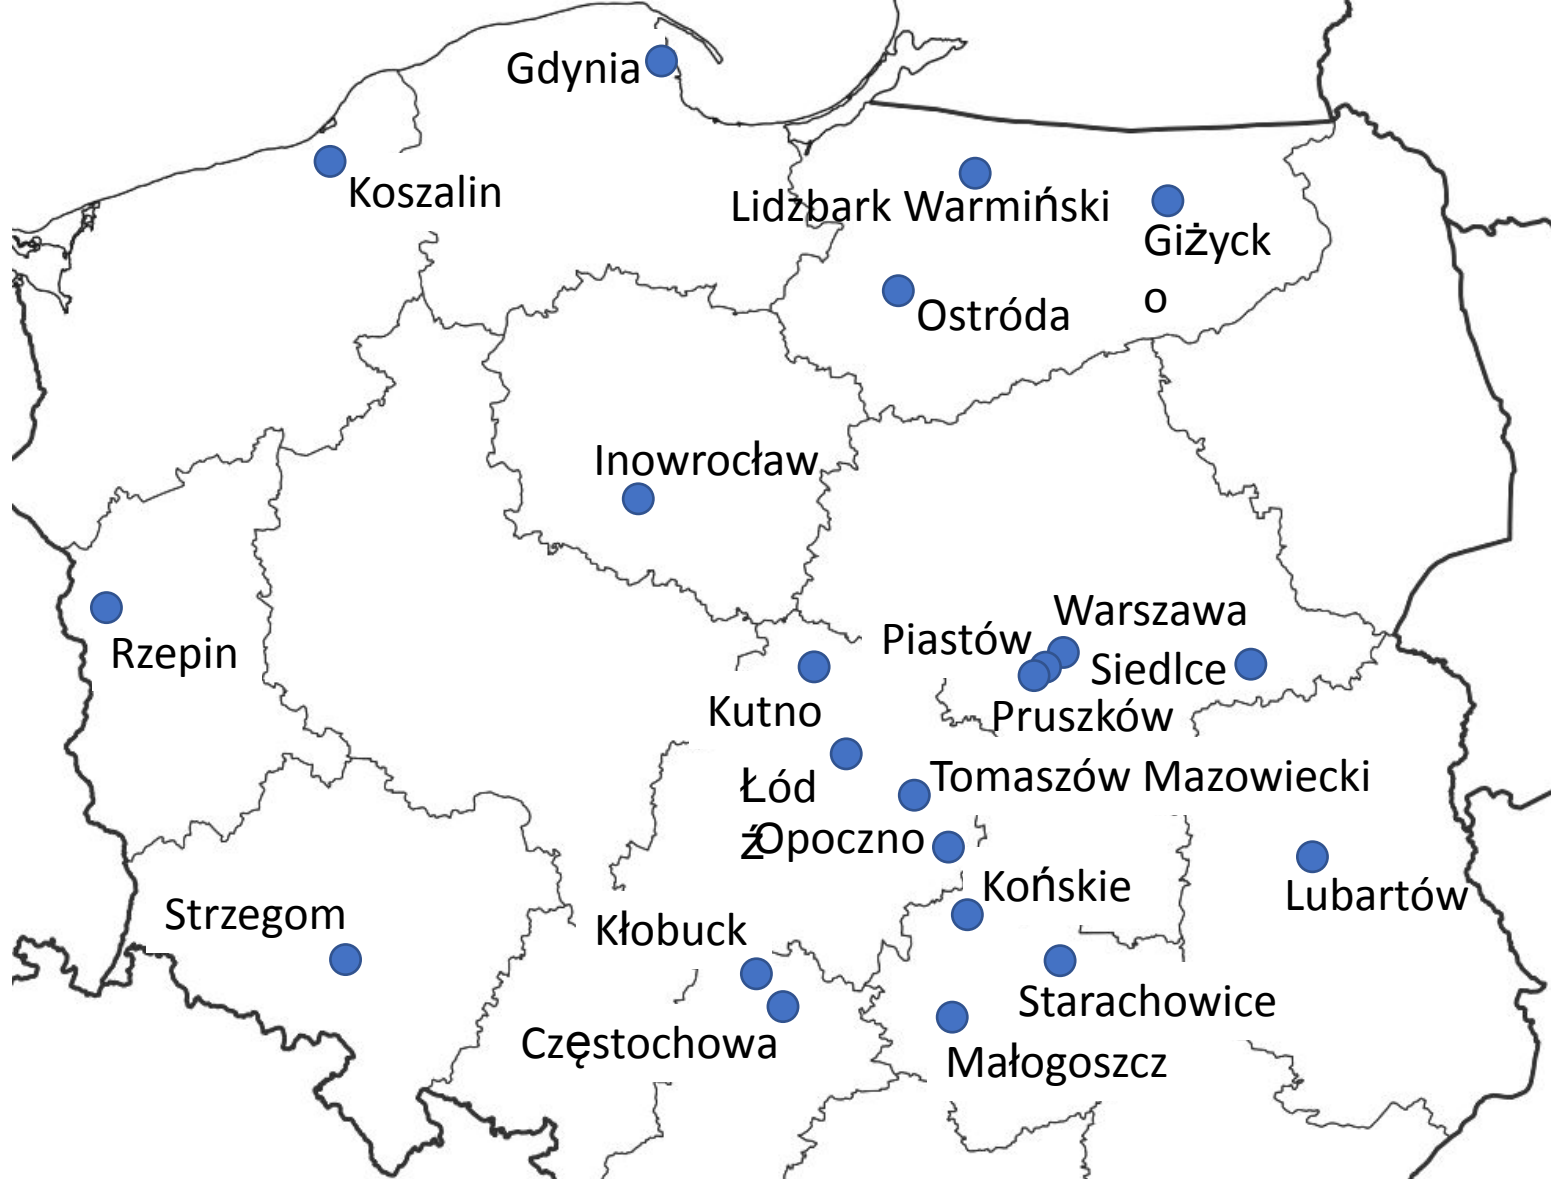 Gdynia
Koszalin
Lidzbark Warmiński
Giżyck
o
Ostróda
Inowrocław
Warszawa
Piastów
Rzepin
Siedlce
Kutno
Pruszków
Łód
ź
Tomaszów Mazowiecki
Opoczno
Końskie
Lubartów
Strzegom
Kłobuck
Starachowice
Częstochowa
Małogoszcz